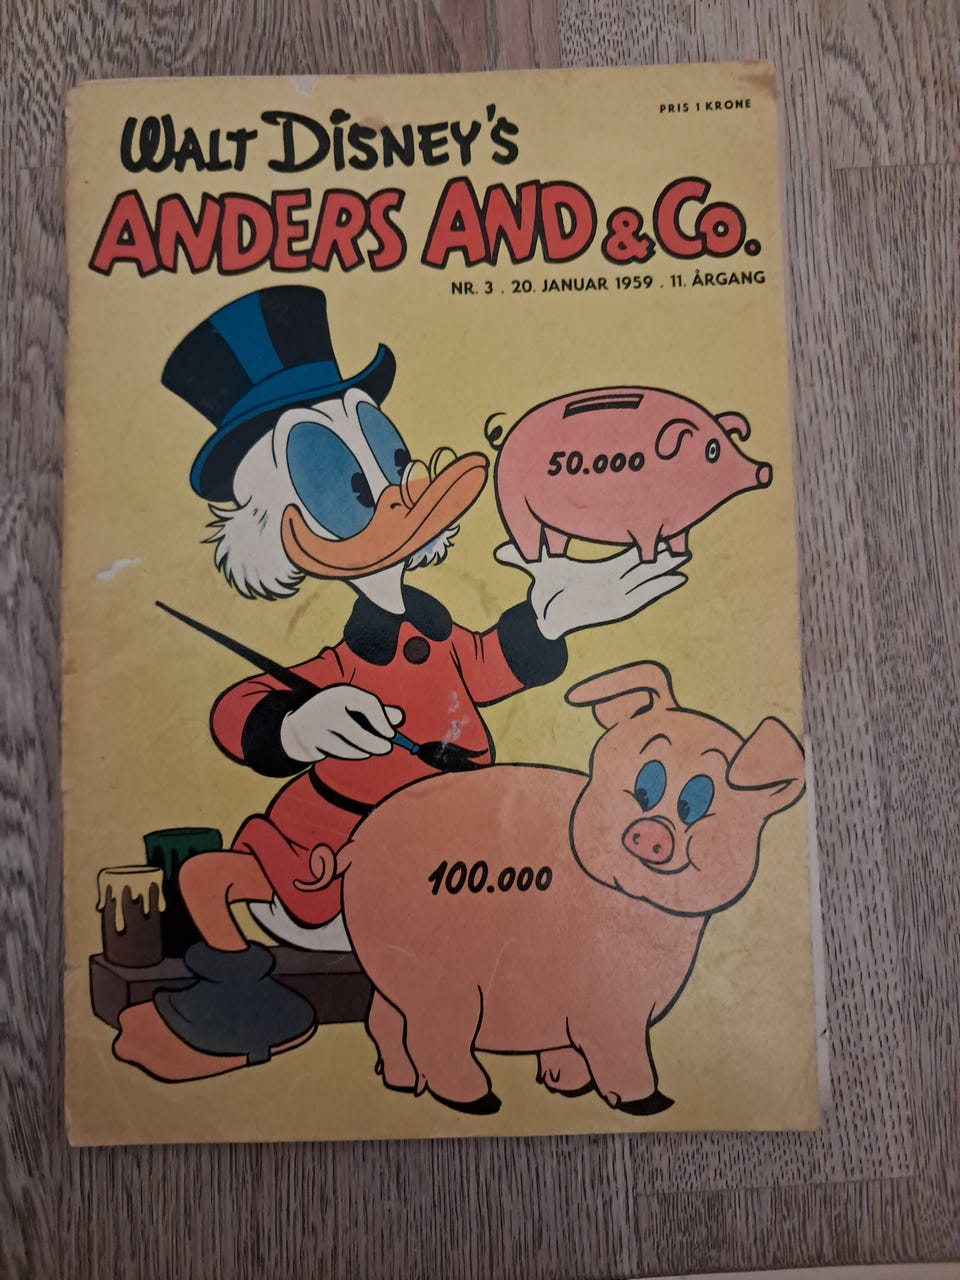 PRIS 1 KRONE
WALT DISNEY'S
ANDERS AND & Co.
NR. 3 . 20. JANUAR 1959 . 11. ÅRGANG
50.000
100.000